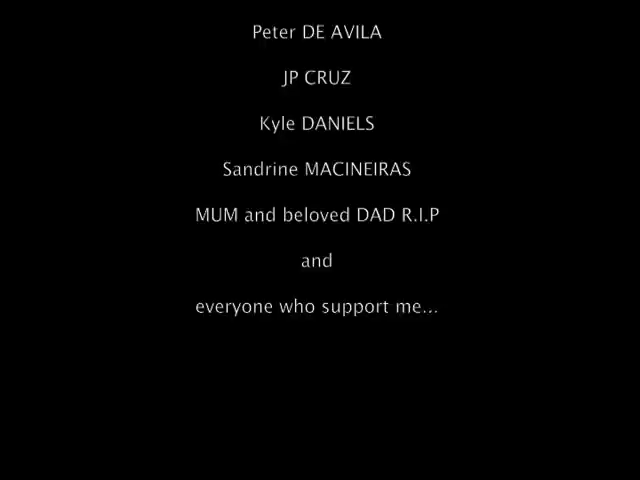 Peter DE AVILA
JP CRUZ
Kyle DANIELS
Sandrine MACINEIRAS
MUM and beloved DAD R.I.P
and
everyone who support me...